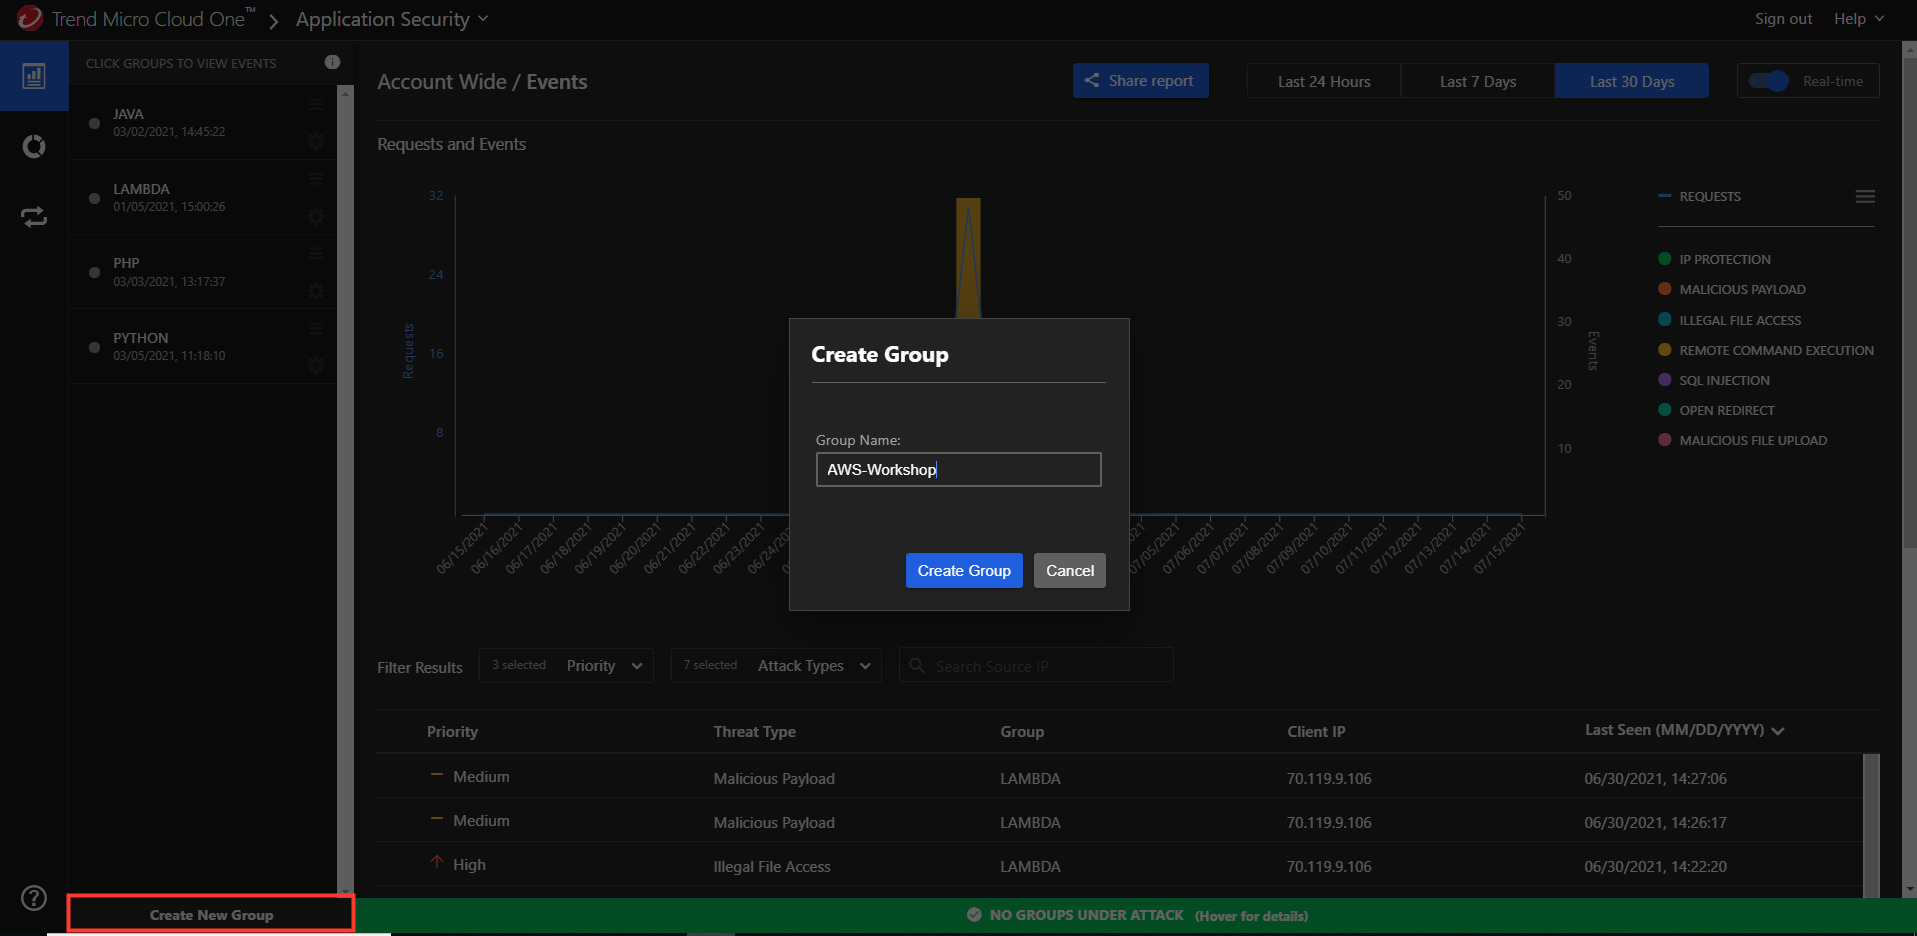 Trend Micro Cloud One™ > Application Security
Sign out Help
CLICK GROUPS TO VIEW EVENTS
JAVA
03/02/2021, 14:45:22
LAMBDA
01/05/2021, 15:00:26
PHP
03/03/2021, 13:17:37
PYTHON
03/05/2021, 11:18:10
Create New Group
Account Wide / Events
Share report
Last 24 Hours Last 7 Days Last 30 Days
Real-time
Requests and Events
32
24
16
8
Requests
50
40
30
20
10
Events
06/15/2021 06/16/2021 06/17/2021 06/18/2021 06/19/2021 06/20/2021 06/21/2021 06/22/2021 06/23/2021 07/05/2021 07/06/2021 07/07/2021 07/08/2021 07/09/2021 07/10/2021 07/11/2021 07/12/2021 07/13/2021 07/14/2021 07/15/2021
REQUESTS
IP PROTECTION
MALICIOUS PAYLOAD
ILLEGAL FILE ACCESS
REMOTE COMMAND EXECUTION
SQL INJECTION
OPEN REDIRECT
MALICIOUS FILE UPLOAD
Create Group
Group Name:
AWS-Workshop
Create Group Cancel
Filter Results 3 selected Priority 7 selected Attack Types Search Source IP
Priority Threat Type Group Client IP Last Seen (MM/DD/YYYY)
Medium Malicious Payload LAMBDA 70.119.9.106 06/30/2021, 14:27:06
Medium Malicious Payload LAMBDA 70.119.9.106 06/30/2021, 14:26:17
High Illegal File Access LAMBDA 70.119.9.106 06/30/2021, 14:22:20
NO GROUPS UNDER ATTACK (Hover for details)